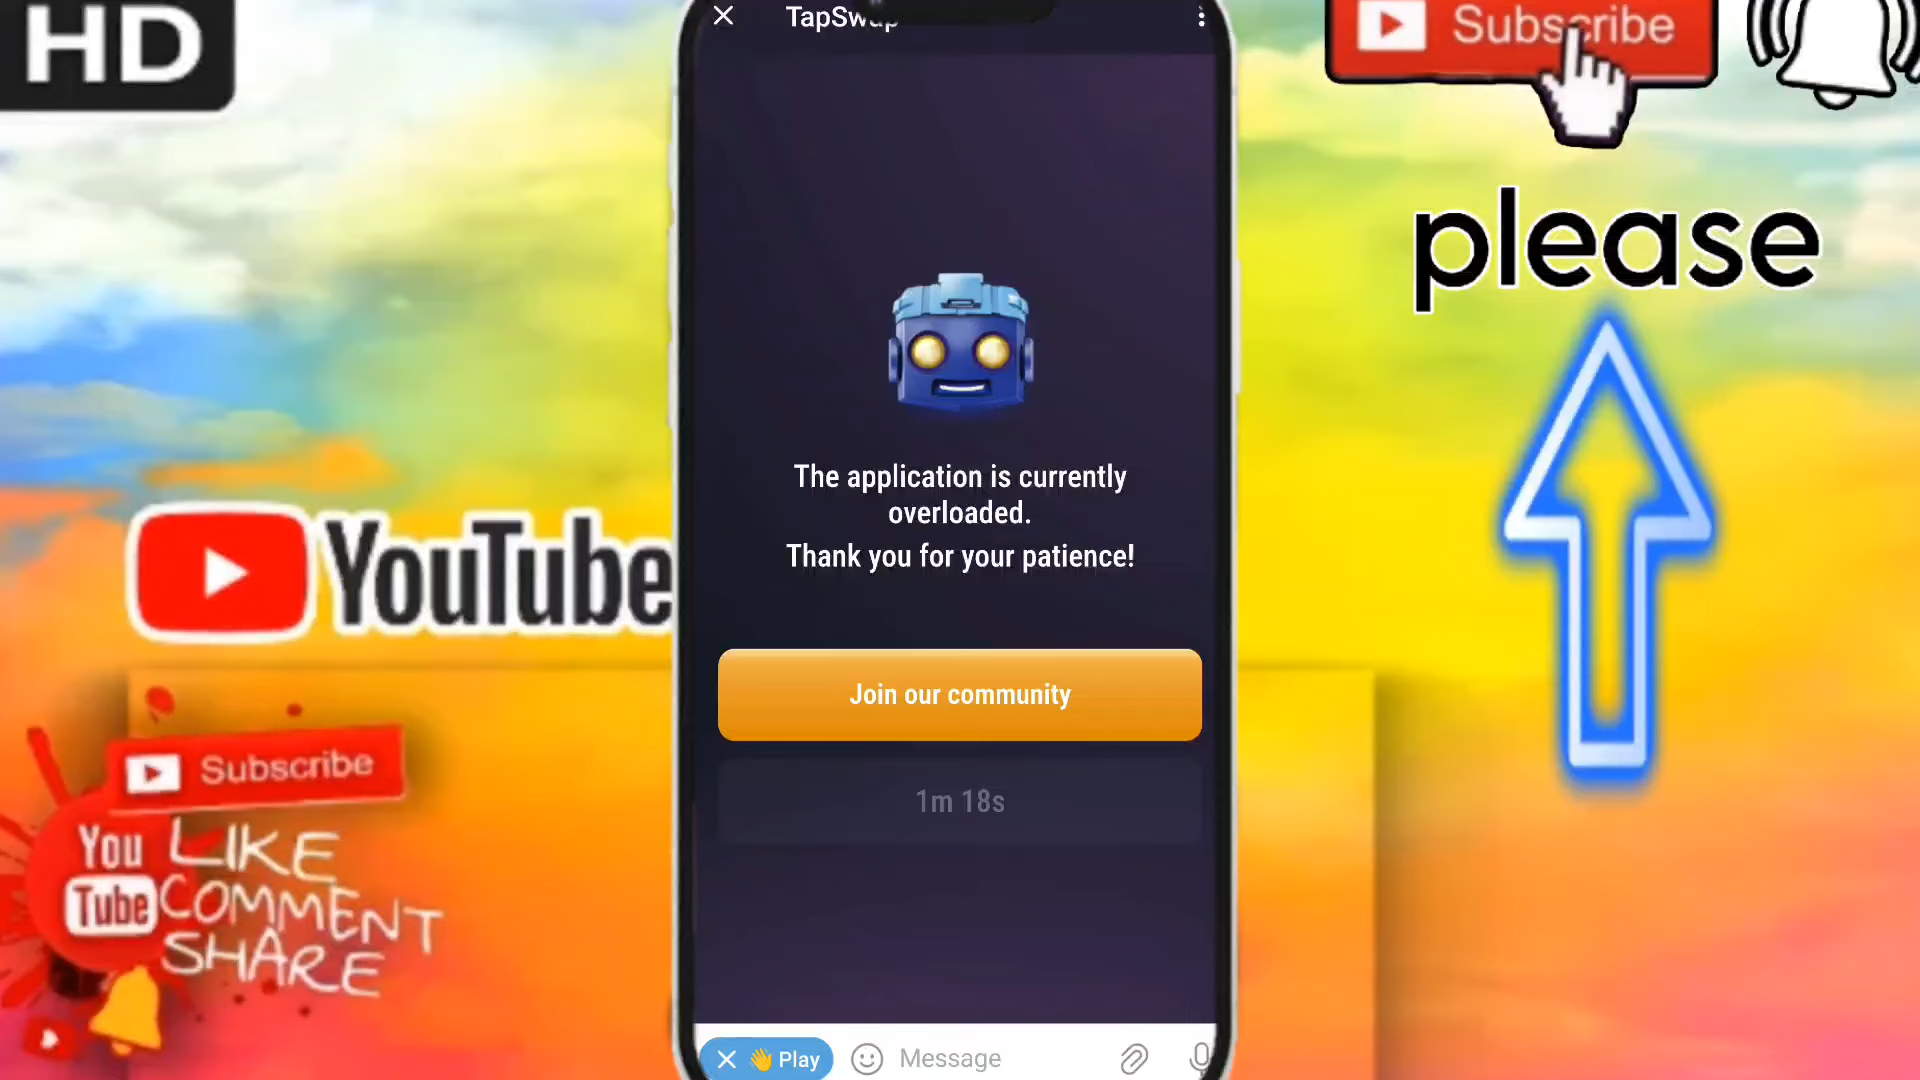 HD
TapSwap
Subscribe
please
The application is currently
overloaded.
Thank you for your patience!
YouTube
Join our community
Subscribe
1m 18s
You
Tube
LIKE
COMMENT
SHARE
👋 Play
Message